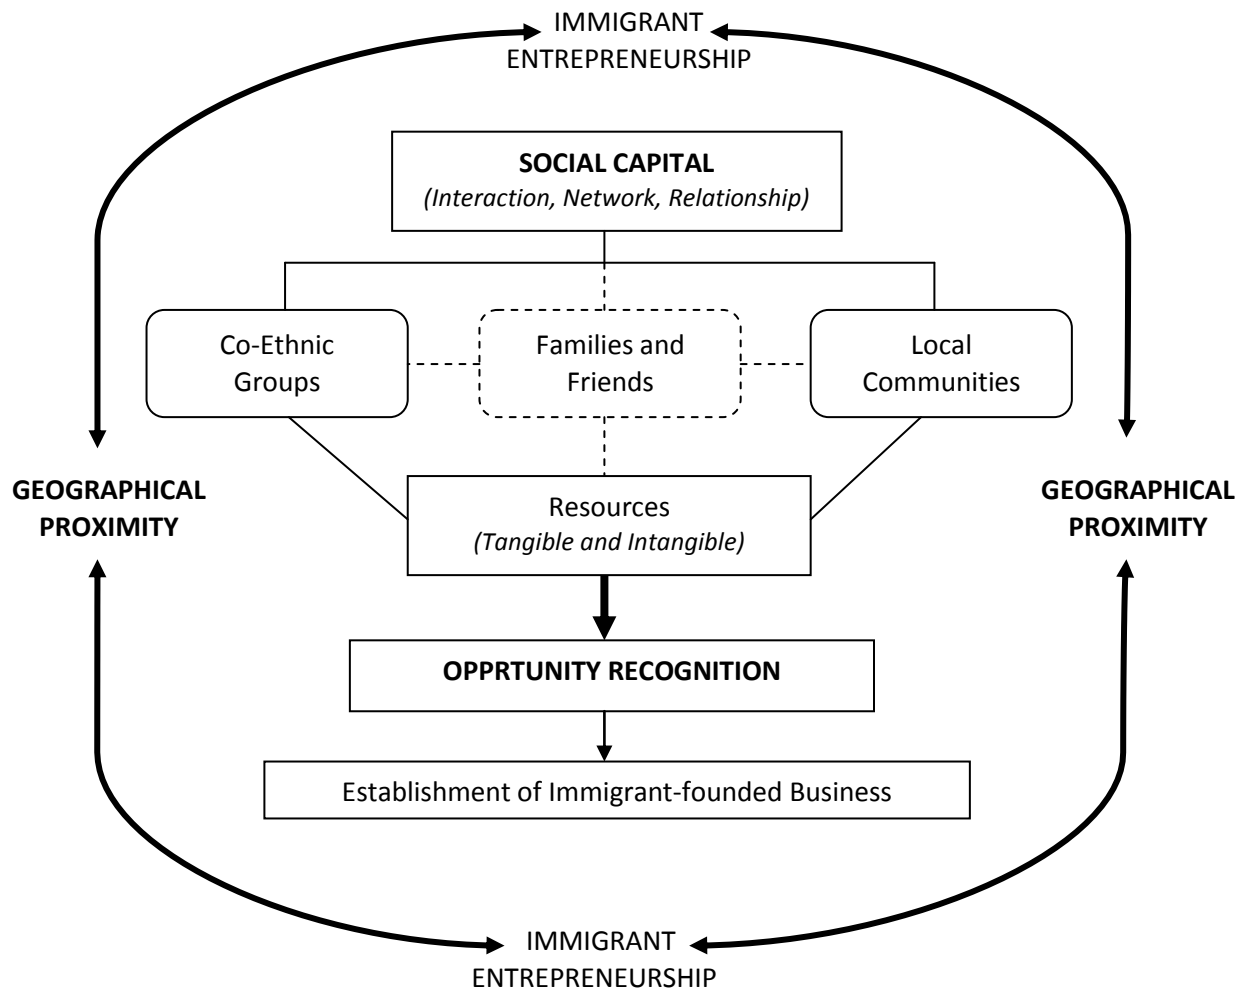 IMMIGRANT
ENTREPRENEURSHIP
SOCIAL CAPITAL
(Interaction, Network, Relationship)
Co-Ethnic
Groups
Families and
Friends
Local
Communities
GEOGRAPHICAL
PROXIMITY
Resources
(Tangible and Intangible)
GEOGRAPHICAL
PROXIMITY
OPPRTUNITY RECOGNITION
Establishment of Immigrant-founded Business
IMMIGRANT
ENTREPRENEURSHIP